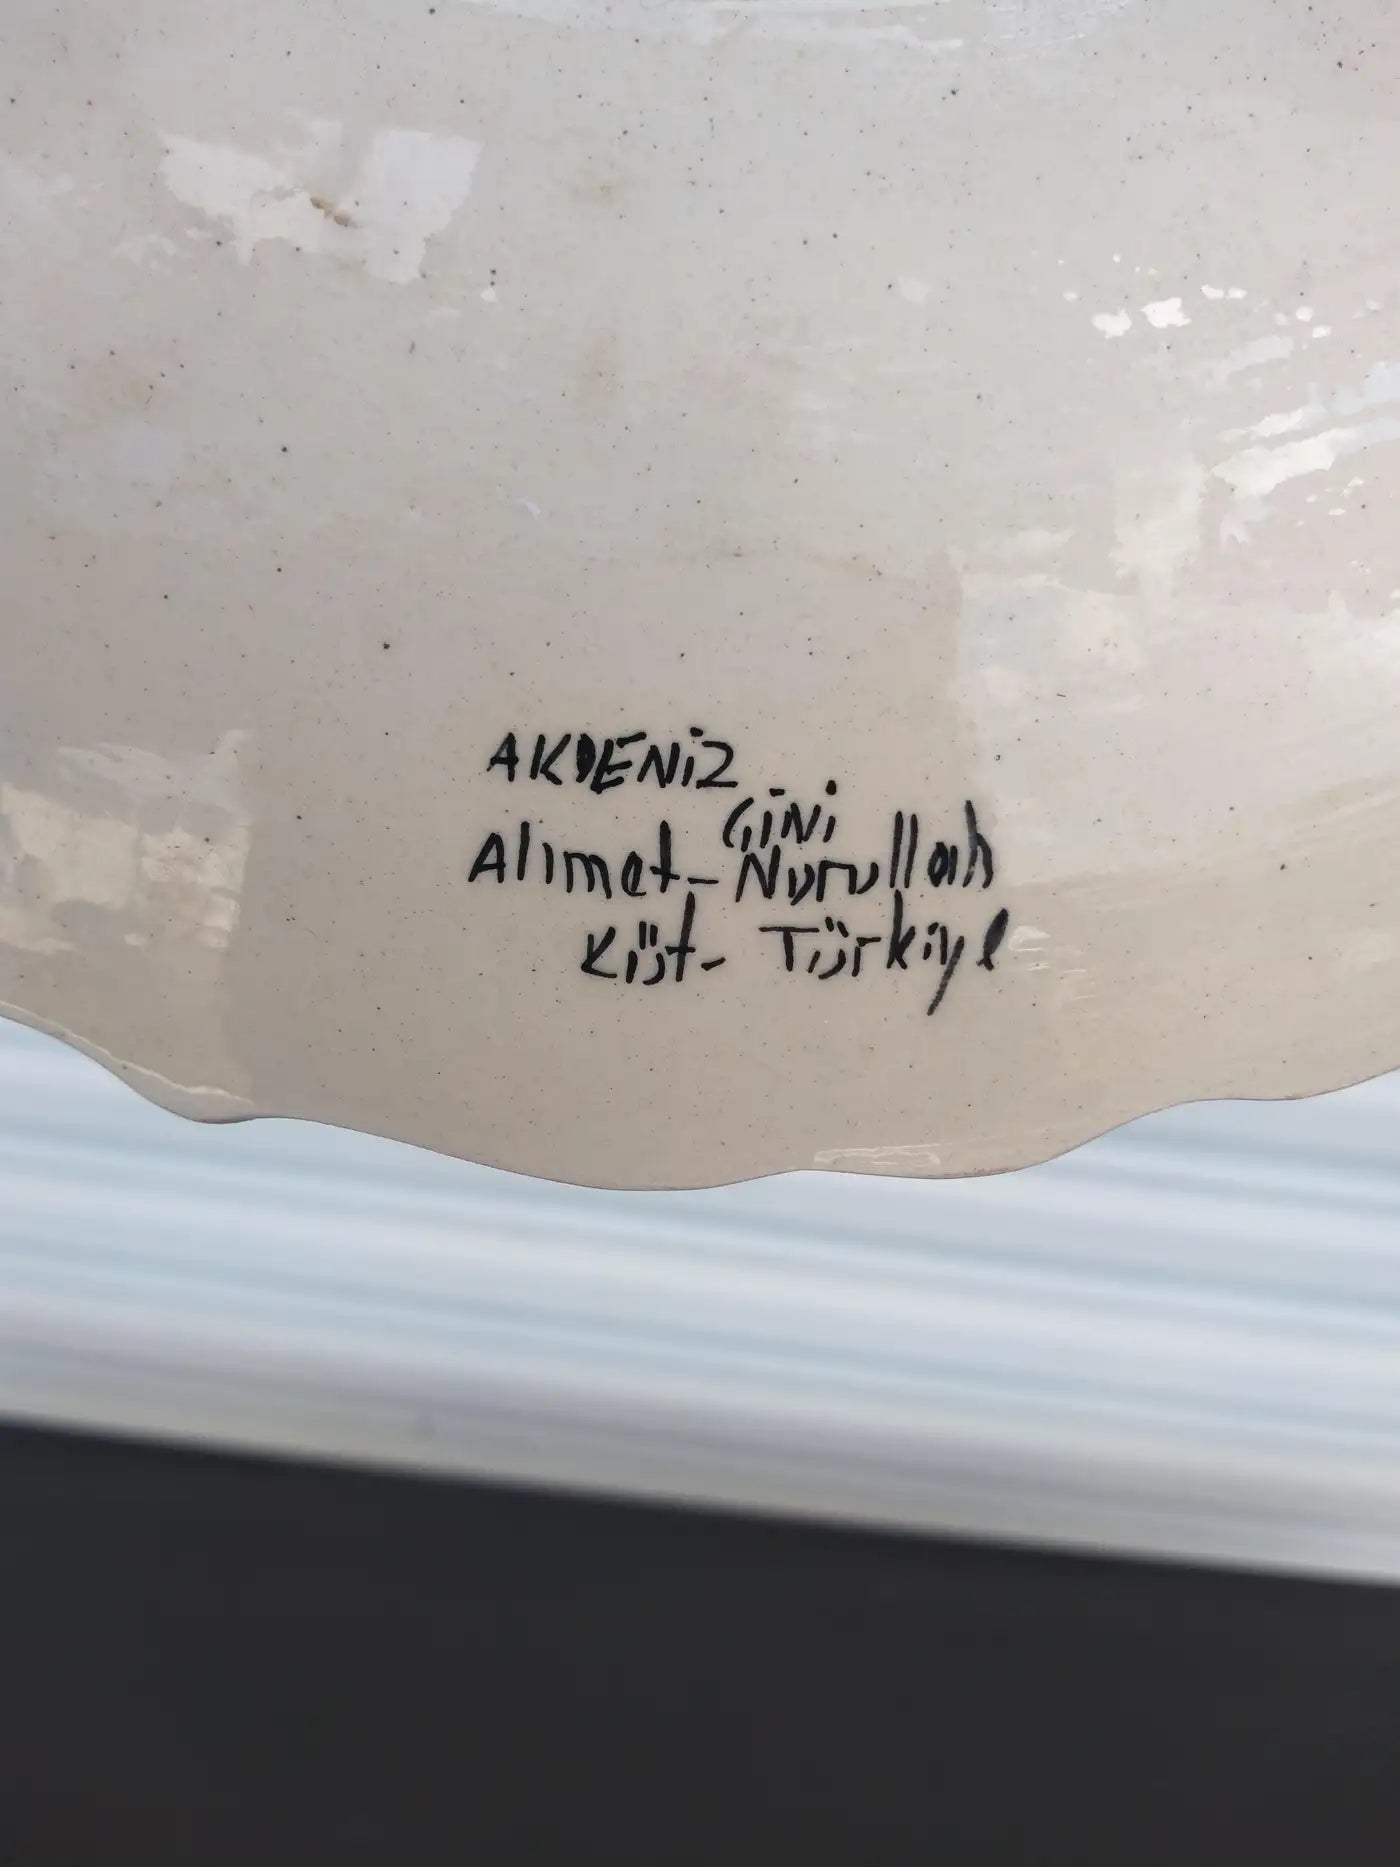 AKDENiZ
ÇiNi
Ahmet-Nurullah
Küt- Türkiye